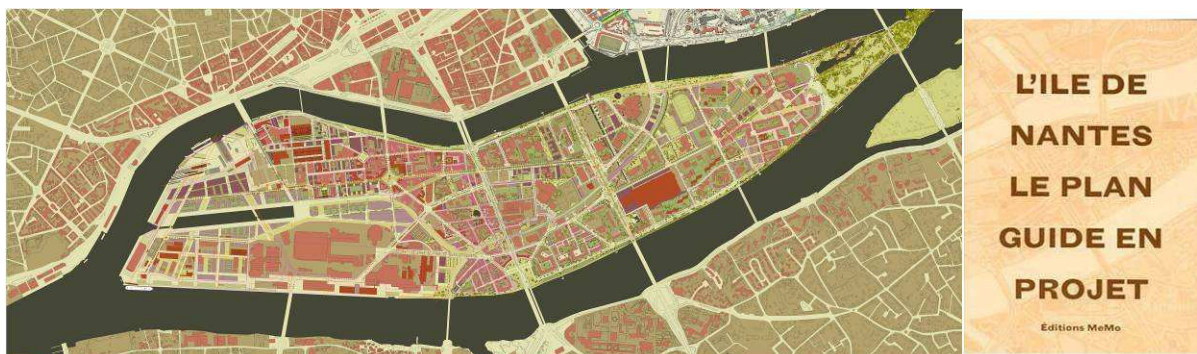 L'ILE DE
NANTES
LE PLAN
GUIDE EN
PROJET
Éditions MeMo